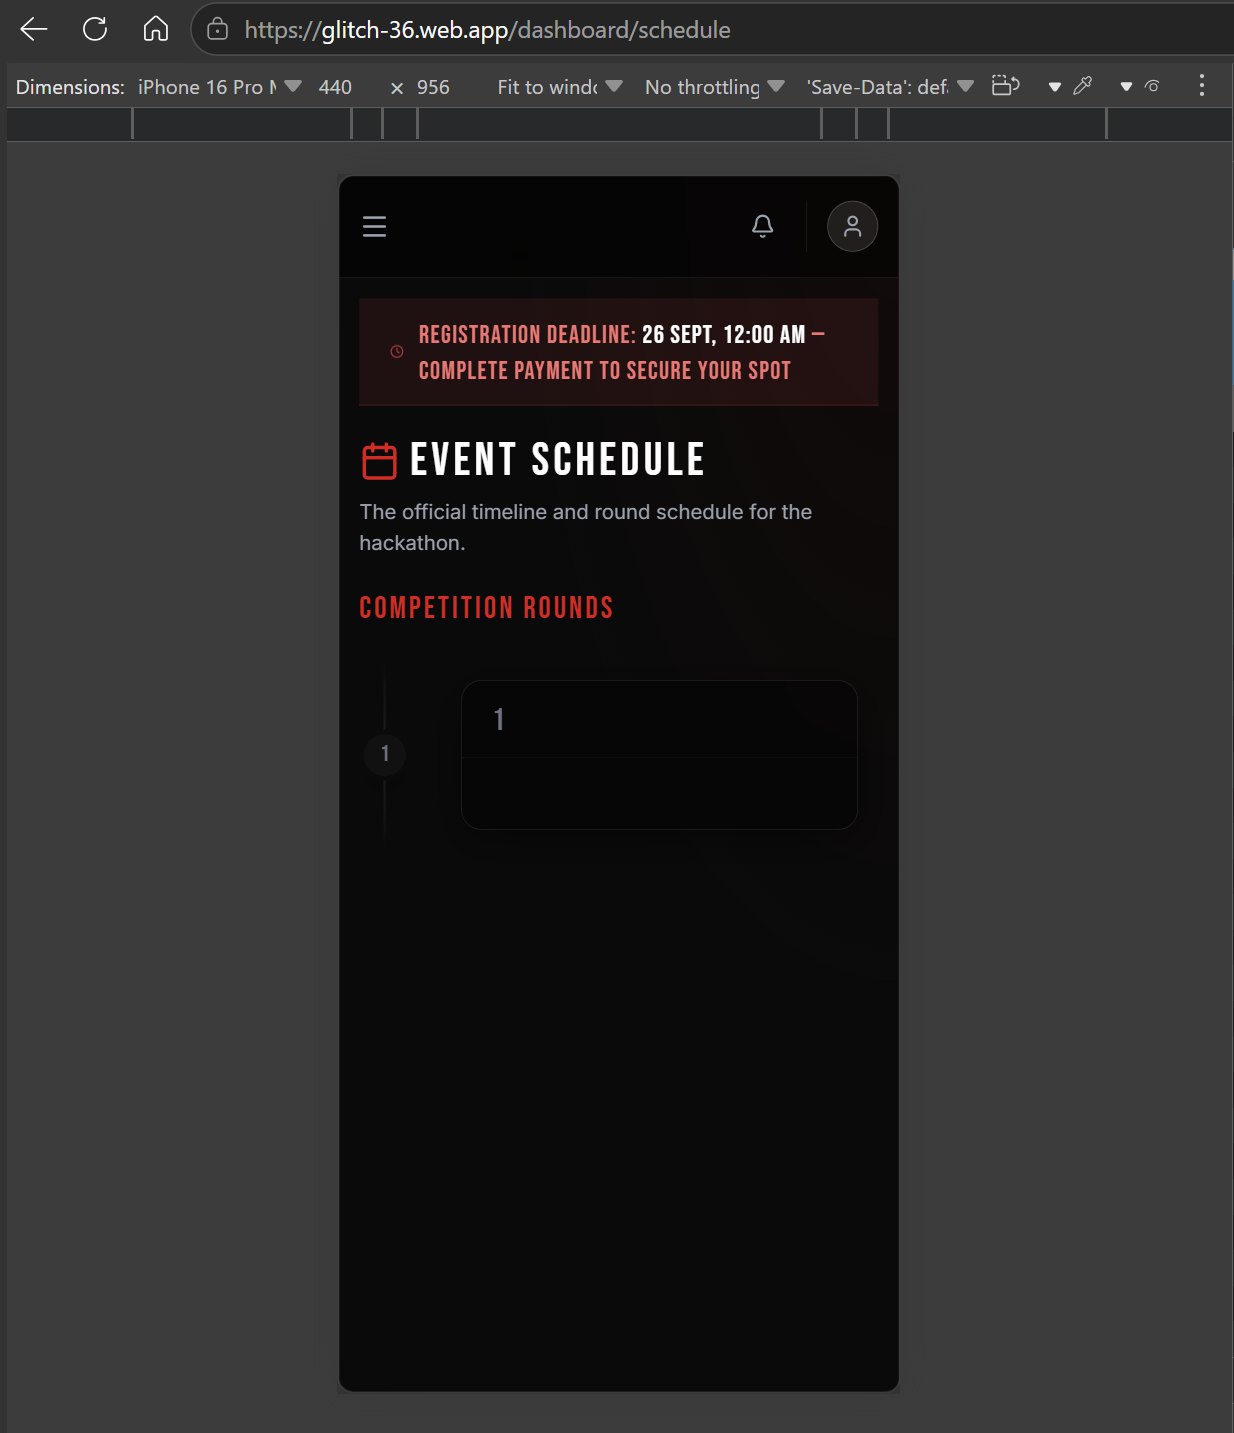 https://glitch-36.web.app/dashboard/schedule
Dimensions: iPhone 16 Pro M 440 × 956 Fit to windo No throttling 'Save-Data': defa
REGISTRATION DEADLINE: 26 SEPT, 12:00 AM —
COMPLETE PAYMENT TO SECURE YOUR SPOT
EVENT SCHEDULE
The official timeline and round schedule for the
hackathon.
COMPETITION ROUNDS
1
1